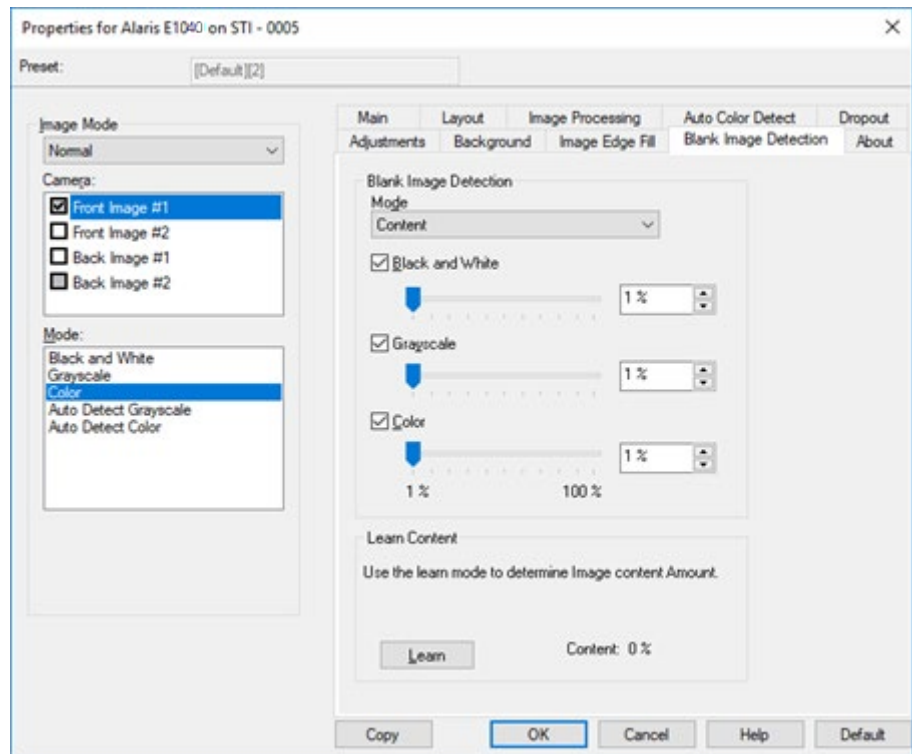 Properties for Alaris E1040 on STI - 0005
Preset: [Default][2]
Image Mode
Normal
Camera:
Front Image #1
Front Image #2
Back Image #1
Back Image #2
Mode:
Black and White
Grayscale
Color
Auto Detect Grayscale
Auto Detect Color
Main Layout Image Processing Auto Color Detect Dropout
Adjustments Background Image Edge Fill Blank Image Detection About
Blank Image Detection
Mode
Content
Black and White
1 %
Grayscale
1 %
Color
1 %
1 % 100 %
Learn Content
Use the learn mode to determine Image content Amount.
Learn Content: 0 %
Copy OK Cancel Help Default